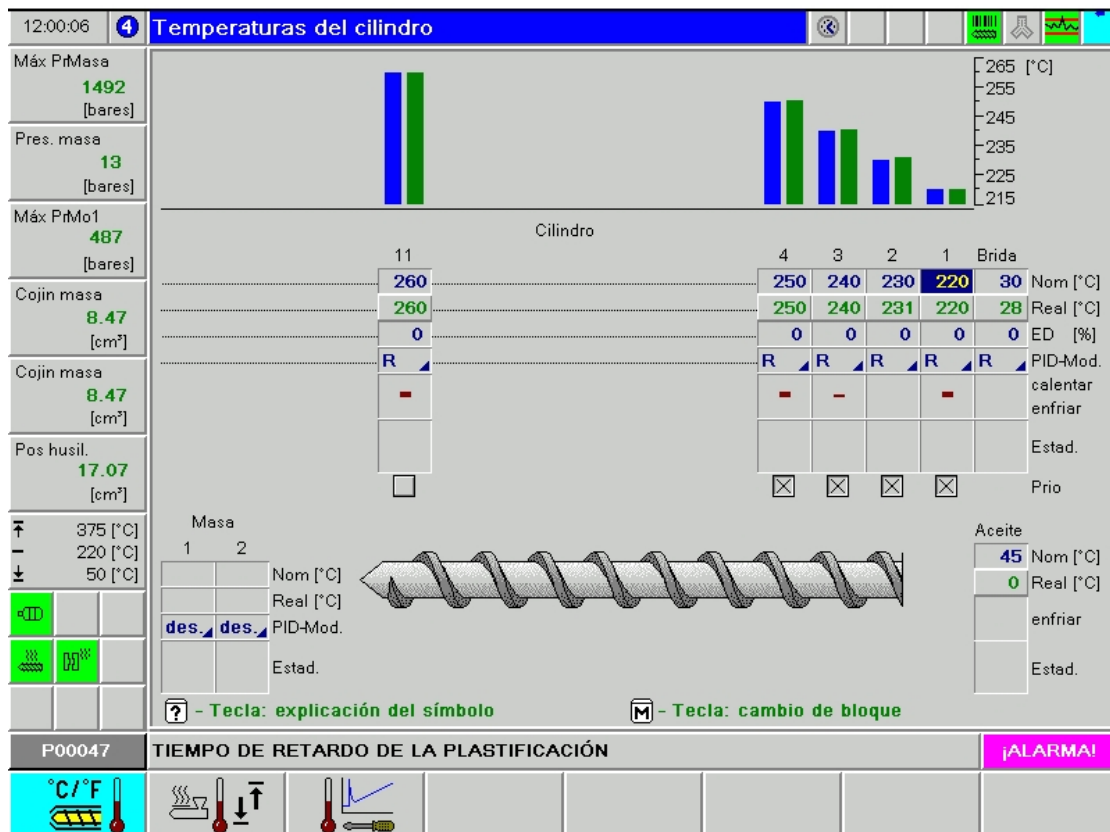 12:00:06 4 Temperaturas del cilindro
Máx PrMasa
1492
[bares]
Pres. masa
13
[bares]
Máx PrMo1
487
[bares]
Cojin masa
8.47
[cm³]
Cojin masa
8.47
[cm³]
Pos husil.
17.07
[cm³]
375 [°C]
220 [°C]
50 [°C]
265 [°C]
255
245
235
225
215
Cilindro
11 4 3 2 1 Brida
260 250 240 230 220 30 Nom [°C]
260 250 240 231 220 28 Real [°C]
0 0 0 0 0 0 ED [%]
R R R R R R PID-Mod.
calentar
enfriar
Estad.
Prio
Masa
1 2
Nom [°C]
Real [°C]
des. des. PID-Mod.
Estad.
Aceite
45 Nom [°C]
0 Real [°C]
enfriar
Estad.
? - Tecla: explicación del símbolo
M - Tecla: cambio de bloque
P00047 TIEMPO DE RETARDO DE LA PLASTIFICACIÓN ¡ALARMA!
°C/°F